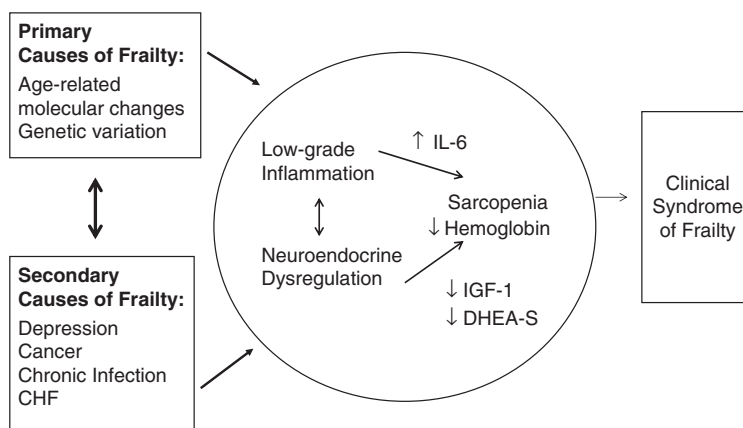 Primary
Causes of Frailty:
Age-related
molecular changes
Genetic variation
Secondary
Causes of Frailty:
Depression
Cancer
Chronic Infection
CHF
Low-grade
Inflammation
↑ IL-6
Neuroendocrine
Dysregulation
Sarcopenia
↓ Hemoglobin
↓ IGF-1
↓ DHEA-S
Clinical
Syndrome
of Frailty